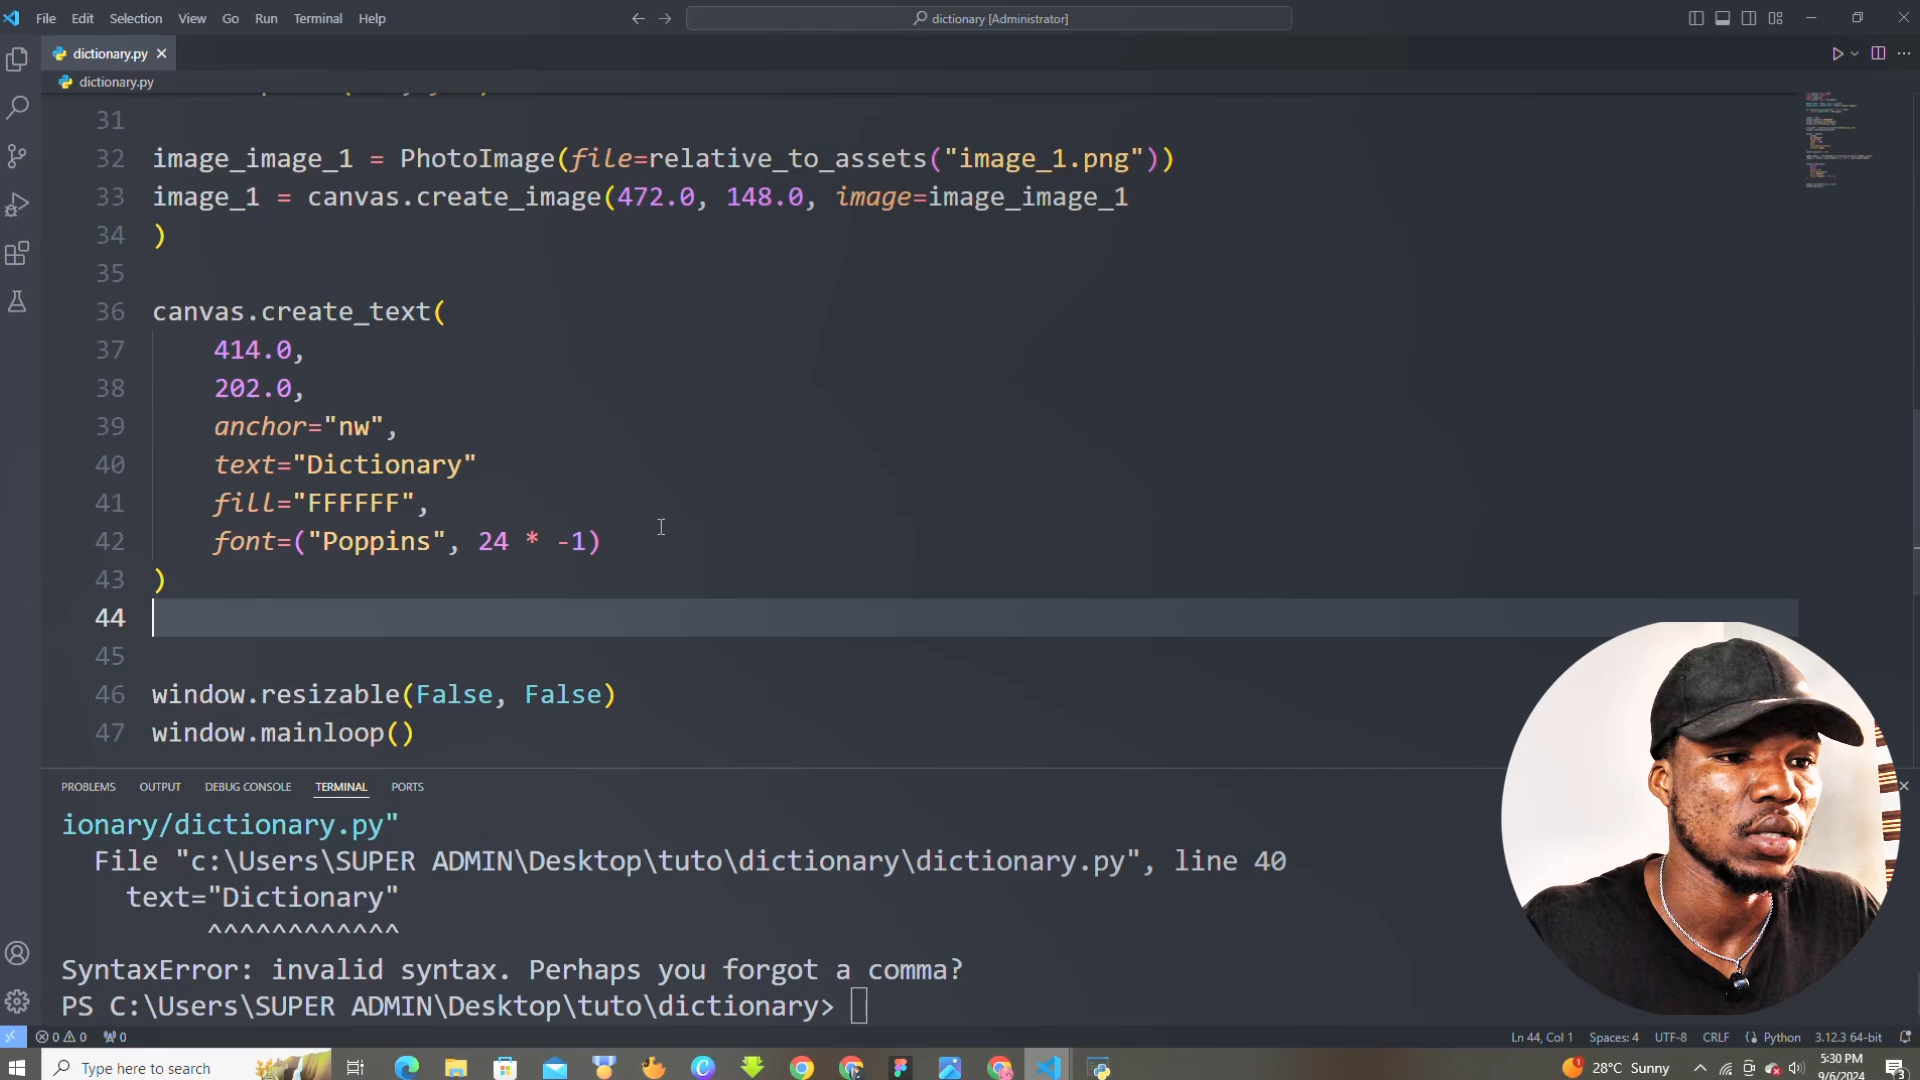 File Edit Selection View Go Run Terminal Help
dictionary [Administrator]
dictionary.py
dictionary.py
31
32 image_image_1 = PhotoImage(file=relative_to_assets("image_1.png"))
33 image_1 = canvas.create_image(472.0, 148.0, image=image_image_1
34 )
35
36 canvas.create_text(
37 414.0,
38 202.0,
39 anchor="nw",
40 text="Dictionary"
41 fill="FFFFFF",
42 font=("Poppins", 24 * -1)
43 )
44
45
46 window.resizable(False, False)
47 window.mainloop()
PROBLEMS OUTPUT DEBUG CONSOLE TERMINAL PORTS
ionary/dictionary.py"
File "c:\Users\SUPER ADMIN\Desktop\tuto\dictionary\dictionary.py", line 40
text="Dictionary"
^^^^^^^^^^^^
SyntaxError: invalid syntax. Perhaps you forgot a comma?
PS C:\Users\SUPER ADMIN\Desktop\tuto\dictionary>
0 0 0 Ln 44, Col 1 Spaces: 4 UTF-8 CRLF Python 3.12.3 64-bit
Type here to search 28°C Sunny 5:30 PM
9/6/2024